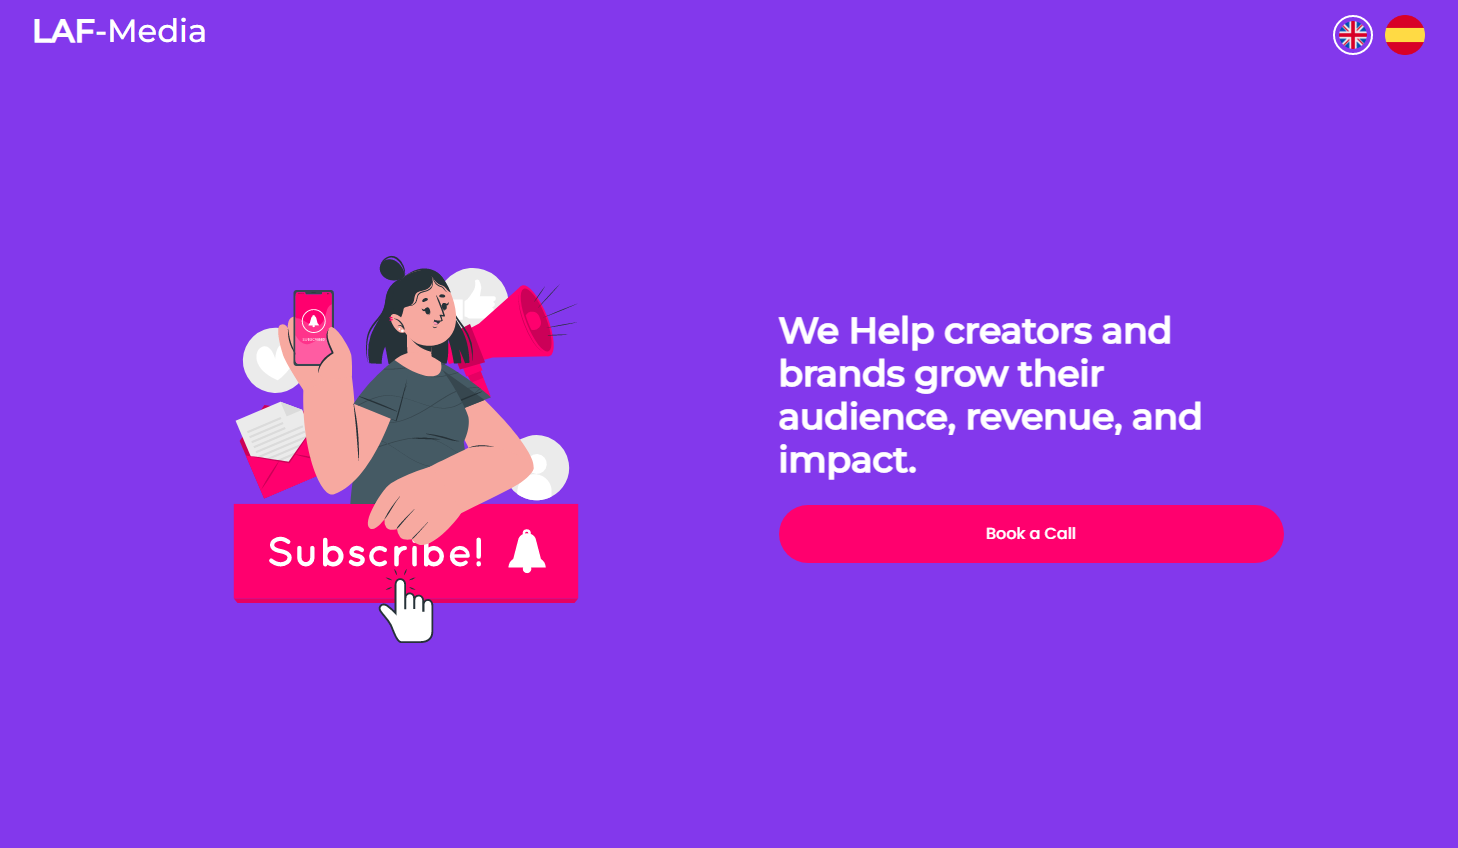 LAF-Media
We Help creators and
brands grow their
audience, revenue, and
impact.
Book a Call
Subscribe!